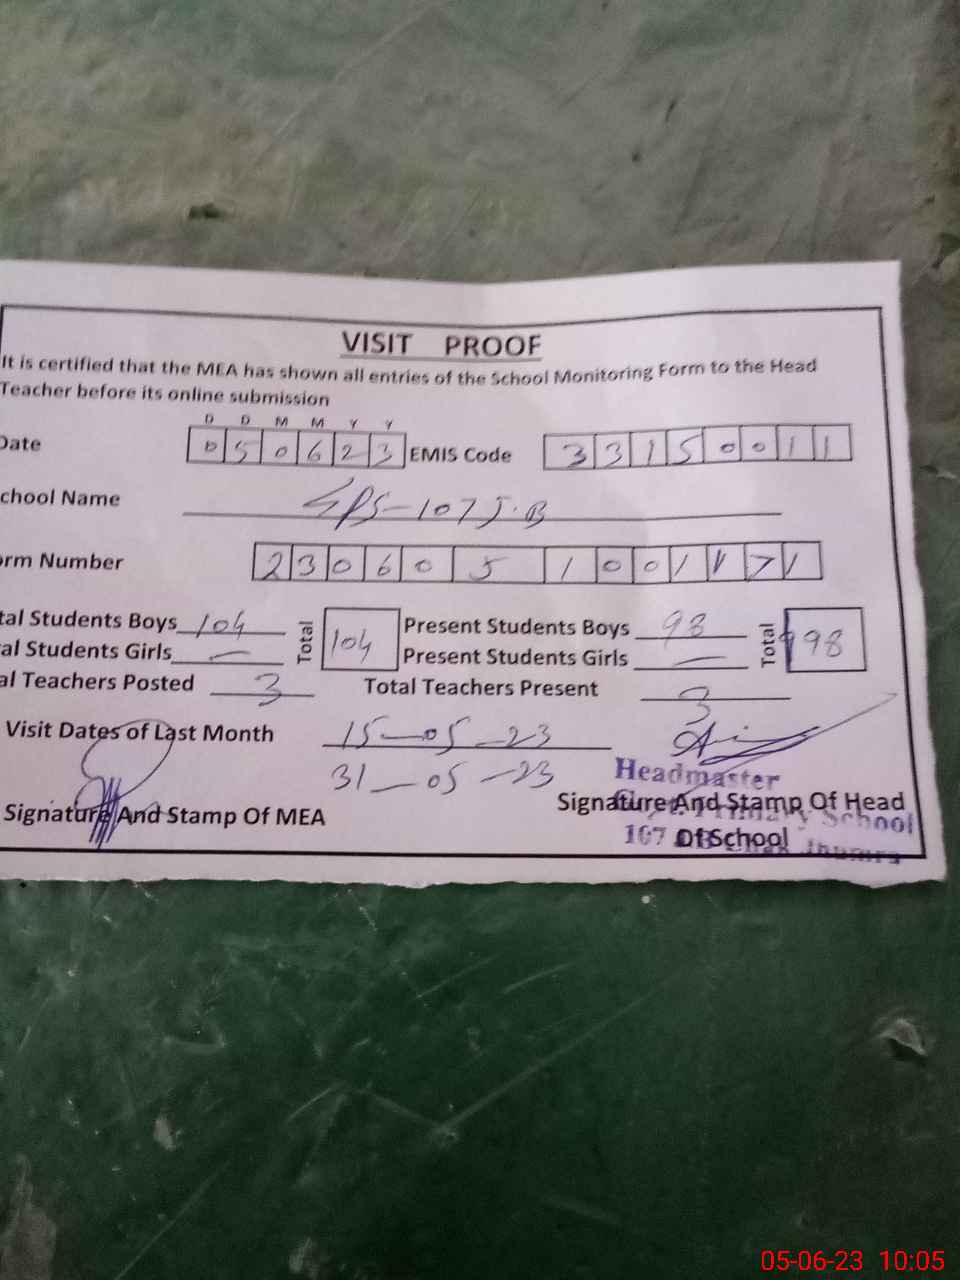 VISIT PROOF
It is certified that the MEA has shown all entries of the School Monitoring Form to the Head
Teacher before its online submission
D D M M Y Y
Date 0 5 0 6 2 3 EMIS Code 3 3 1 5 0 0 1 1
chool Name GPS-107 J.B
orm Number 2 3 0 6 0 5 1 0 0 1 1 7 1
tal Students Boys 104 Total 104 Present Students Boys 98 Total 98
al Students Girls — Present Students Girls —
al Teachers Posted 3 Total Teachers Present 3
Visit Dates of Last Month 15-05-23
31-05-23
Headmaster
Signature And Stamp Of MEA Signature And Stamp Of Head
Of School
Primary School
107 Jhumra
05-06-23 10:05